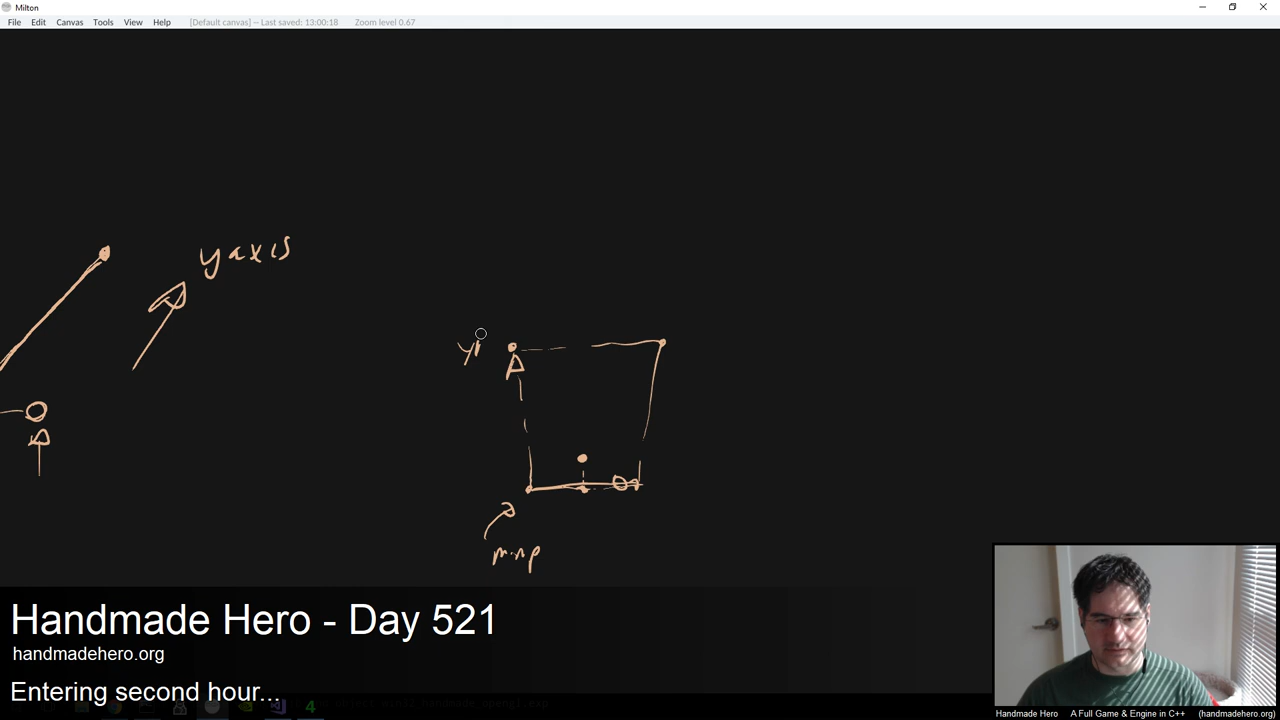 Milton
File Edit Canvas Tools View Help [Default canvas] -- Last saved: 13:00:18 Zoom level 0.67
y axis
minp
Handmade Hero - Day 521
handmadehero.org
Entering second hour...
Handmade Hero A Full Game & Engine in C++ (handmadehero.org)